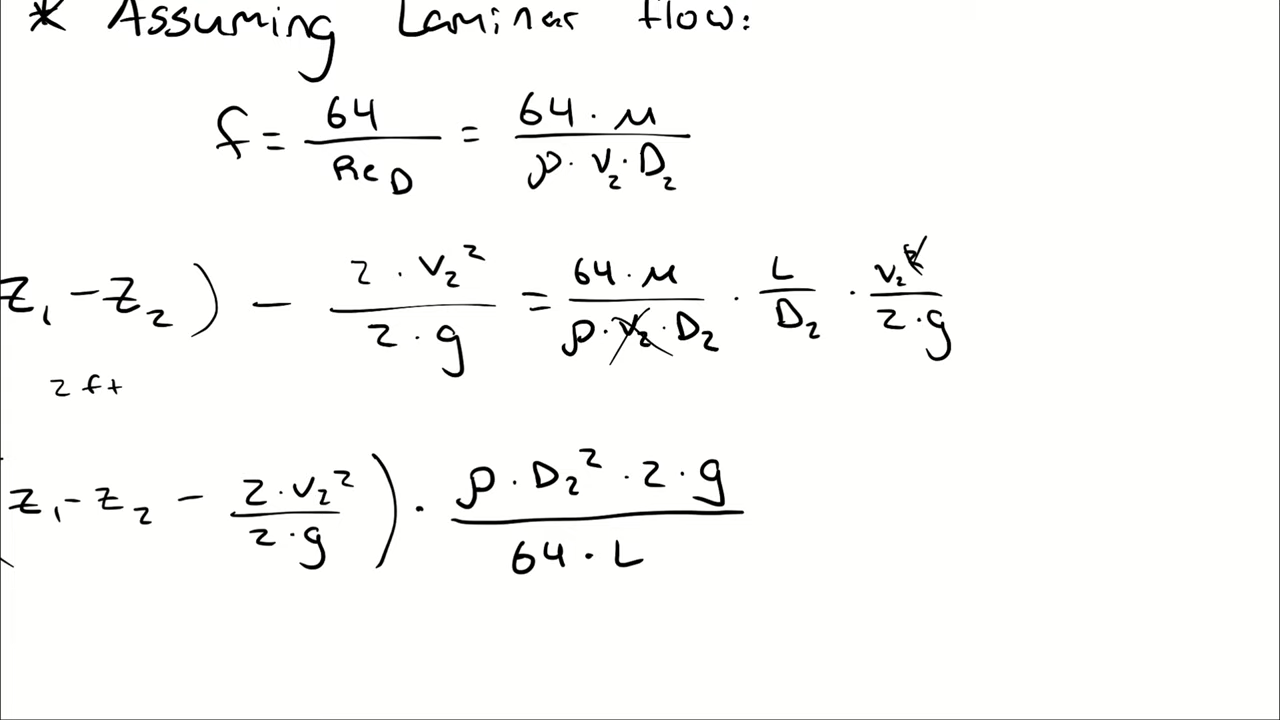 * Assuming Laminar flow:
f = 64 / Re_D = 64 · μ / ρ · V₂ · D₂
z₁ - z₂ ) - 2 · V₂² / 2 · g = 64 · μ / ρ · V₂ · D₂ · L / D₂ · V₂² / 2 · g
2 ft
z₁ - z₂ - 2 · V₂² / 2 · g ) · ρ · D₂² · 2 · g / 64 · L